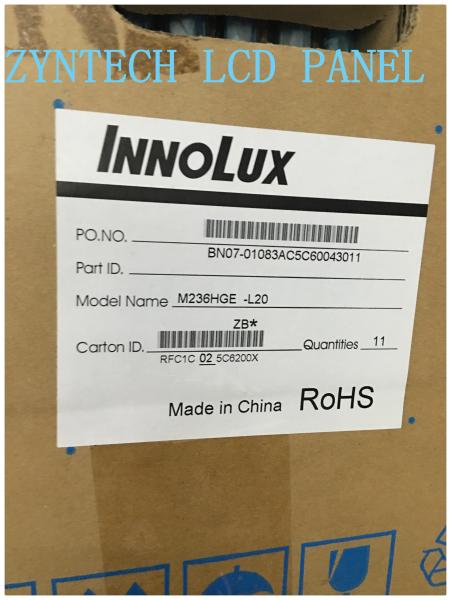 ZYNTECH LCD PANEL
INNOLUX
PO.NO.
BN07-01083AC5C60043011
Part ID.
Model Name M236HGE -L20
ZB*
Carton ID. Quantities 11
RFC1C 02 5C6200X
Made in China RoHS